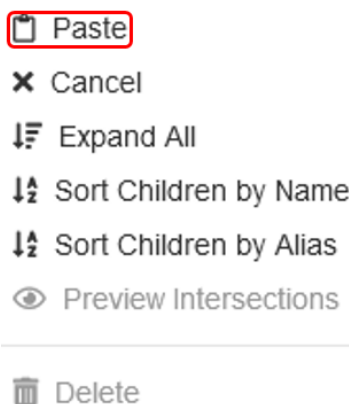 Paste
Cancel
Expand All
Sort Children by Name
Sort Children by Alias
Preview Intersections
Delete